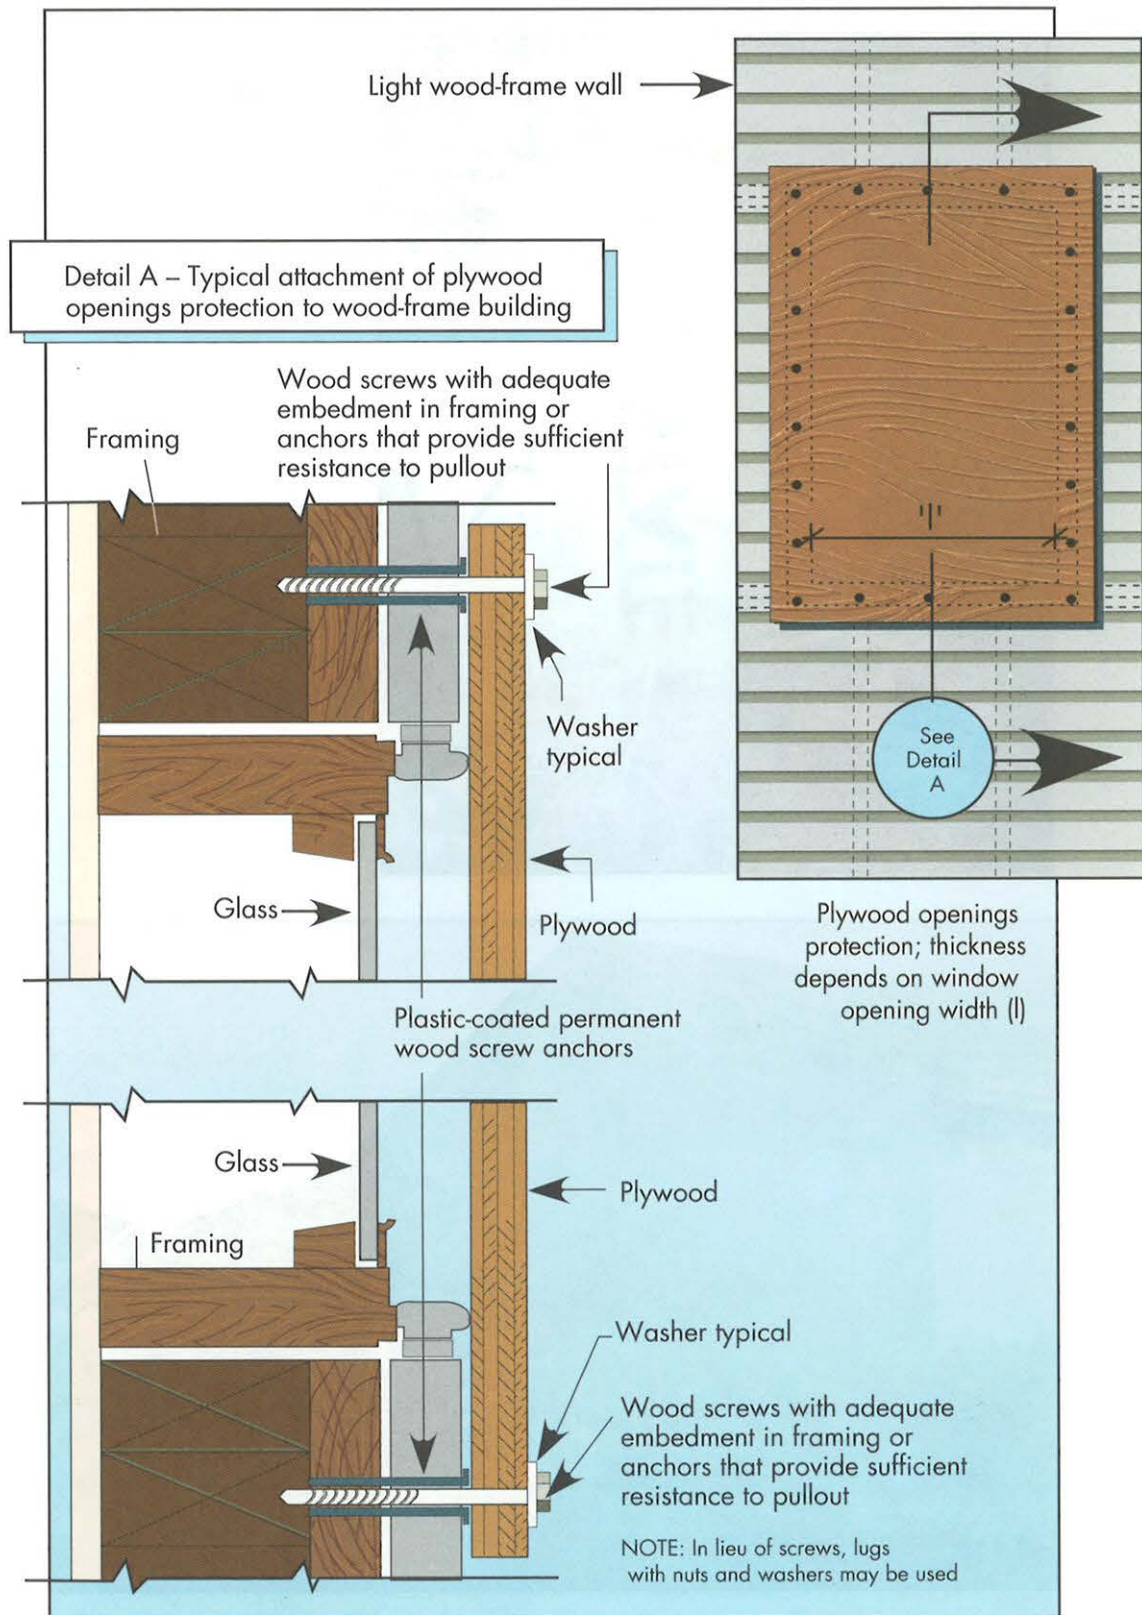 Light wood-frame wall
Detail A – Typical attachment of plywood
openings protection to wood-frame building
Wood screws with adequate
embedment in framing or
anchors that provide sufficient
resistance to pullout
Framing
Washer
typical
See
Detail
A
"l"
Glass
Plywood
Plywood openings
protection; thickness
depends on window
opening width (l)
Plastic-coated permanent
wood screw anchors
Glass
Plywood
Framing
Washer typical
Wood screws with adequate
embedment in framing or
anchors that provide sufficient
resistance to pullout
NOTE: In lieu of screws, lugs
with nuts and washers may be used